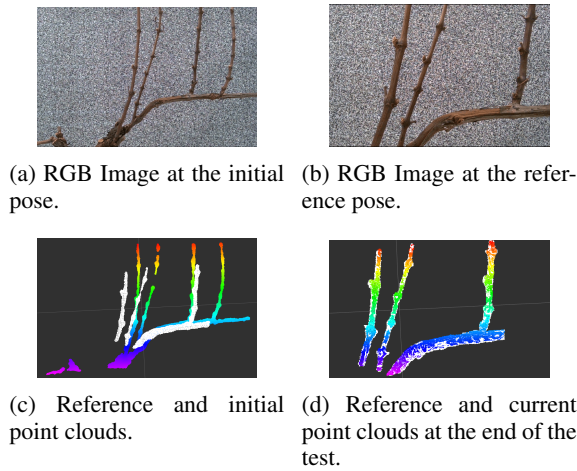 (a) RGB Image at the initial
pose.
(b) RGB Image at the refer-
ence pose.
(c) Reference and initial
point clouds.
(d) Reference and current
point clouds at the end of the
test.